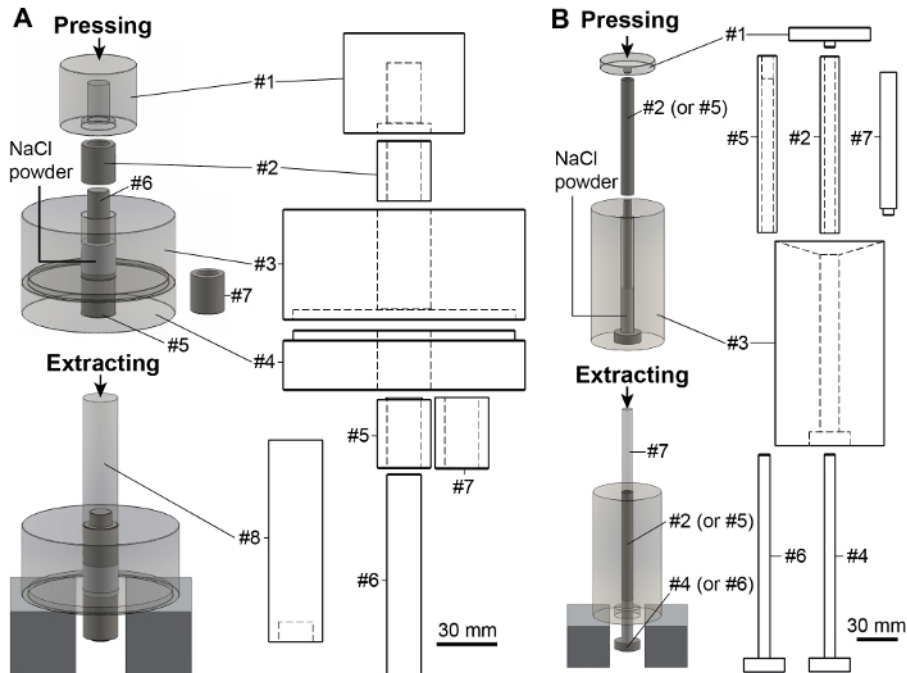 A
Pressing
#1
NaCl
powder
#2
#6
#3
#7
#5
#4
Extracting
#5
#7
#8
#6
30 mm
B
Pressing
#1
#2 (or #5)
#5
#2
#7
NaCl
powder
#3
Extracting
#7
#2 (or #5)
#4 (or #6)
#6
#4
30 mm